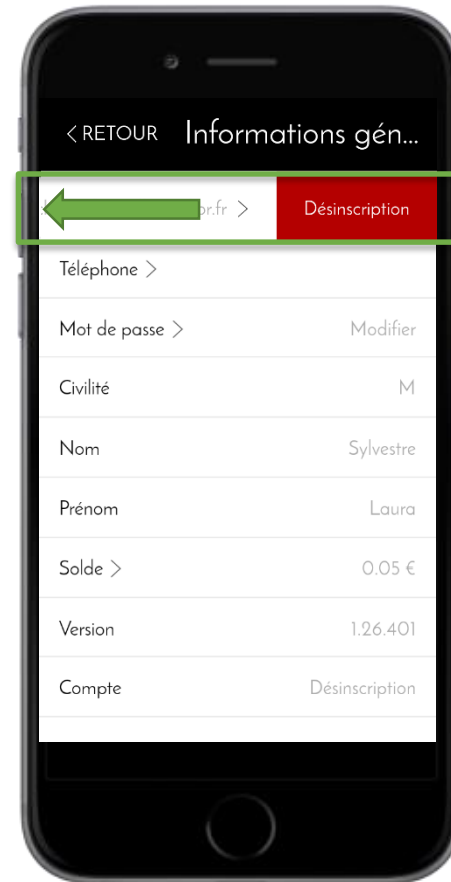 < RETOUR Informations gén...
or.fr > Désinscription
Téléphone >
Mot de passe > Modifier
Civilité M
Nom Sylvestre
Prénom Laura
Solde > 0.05 €
Version 1.26.401
Compte Désinscription